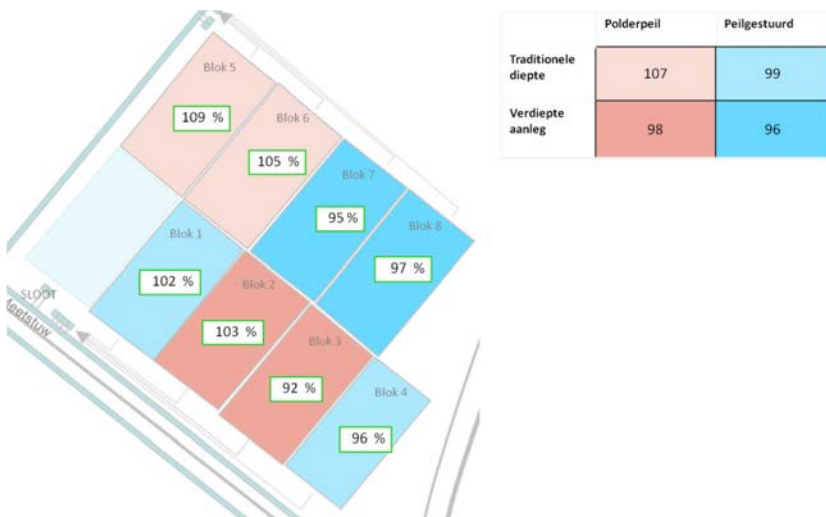 Blok 5
109 %
Blok 6
105 %
Blok 7
95 %
Blok 8
97 %
Blok 1
102 %
Blok 2
103 %
Blok 3
92 %
Blok 4
96 %
SLOOT
Meetstuw
Polderpeil Peilgestuurd
Traditionele
diepte
107 99
Verdiepte
aanleg
98 96